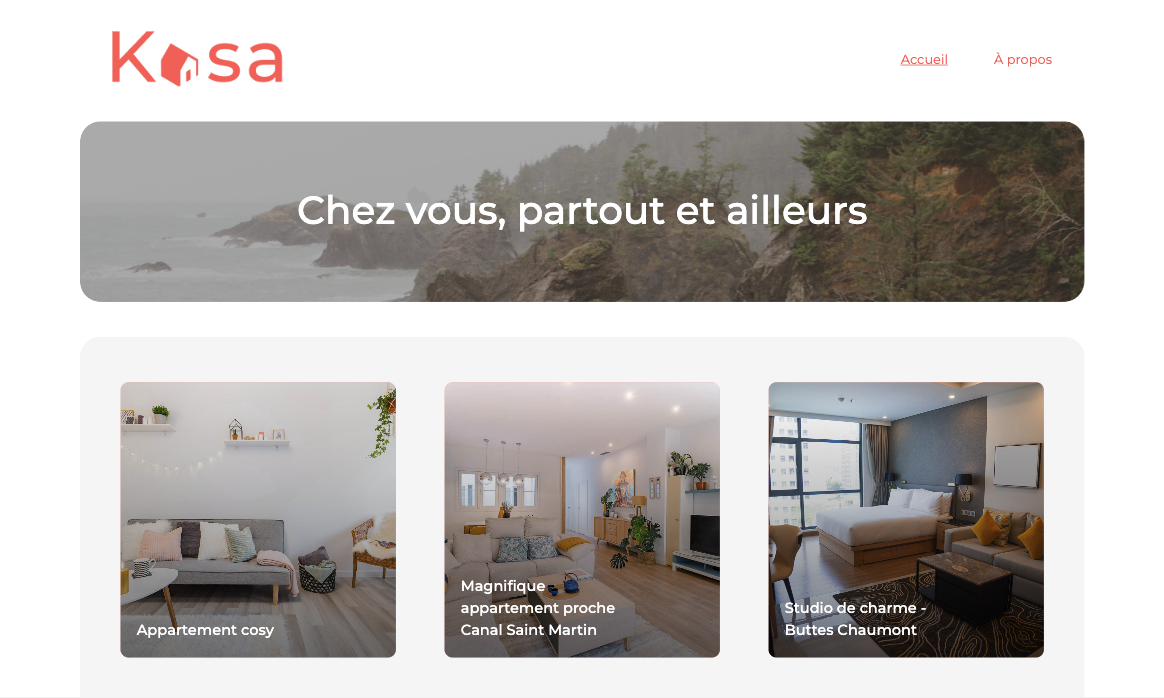 Kasa
Accueil
À propos
Chez vous, partout et ailleurs
Appartement cosy
Magnifique
appartement proche
Canal Saint Martin
Studio de charme -
Buttes Chaumont